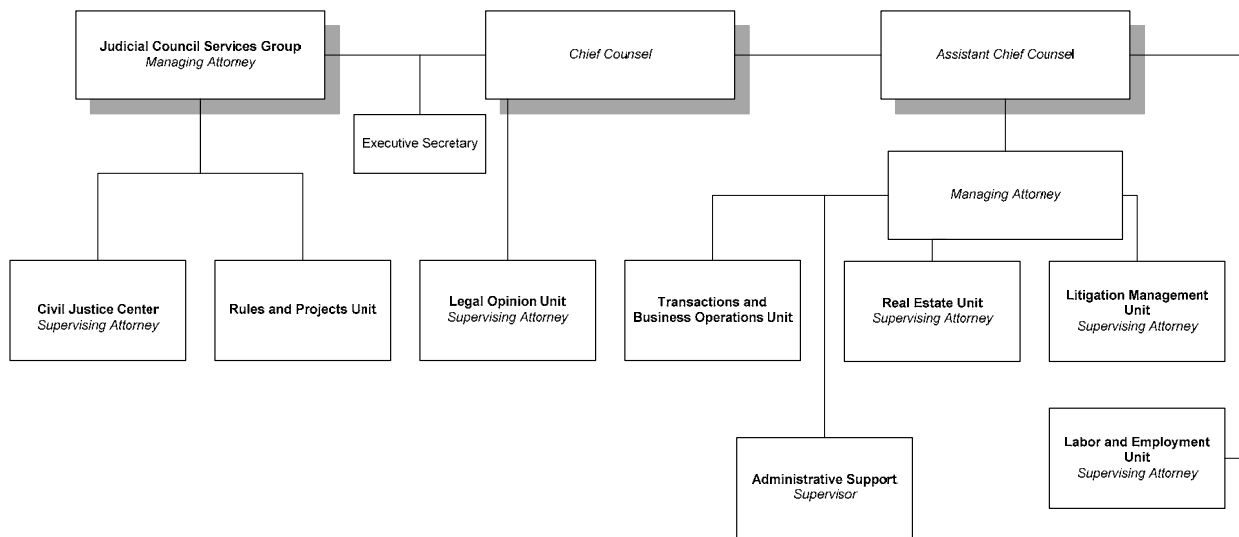 Judicial Council Services Group
Managing Attorney
Chief Counsel
Assistant Chief Counsel
Executive Secretary
Managing Attorney
Civil Justice Center
Supervising Attorney
Rules and Projects Unit
Legal Opinion Unit
Supervising Attorney
Transactions and
Business Operations Unit
Real Estate Unit
Supervising Attorney
Litigation Management
Unit
Supervising Attorney
Administrative Support
Supervisor
Labor and Employment
Unit
Supervising Attorney